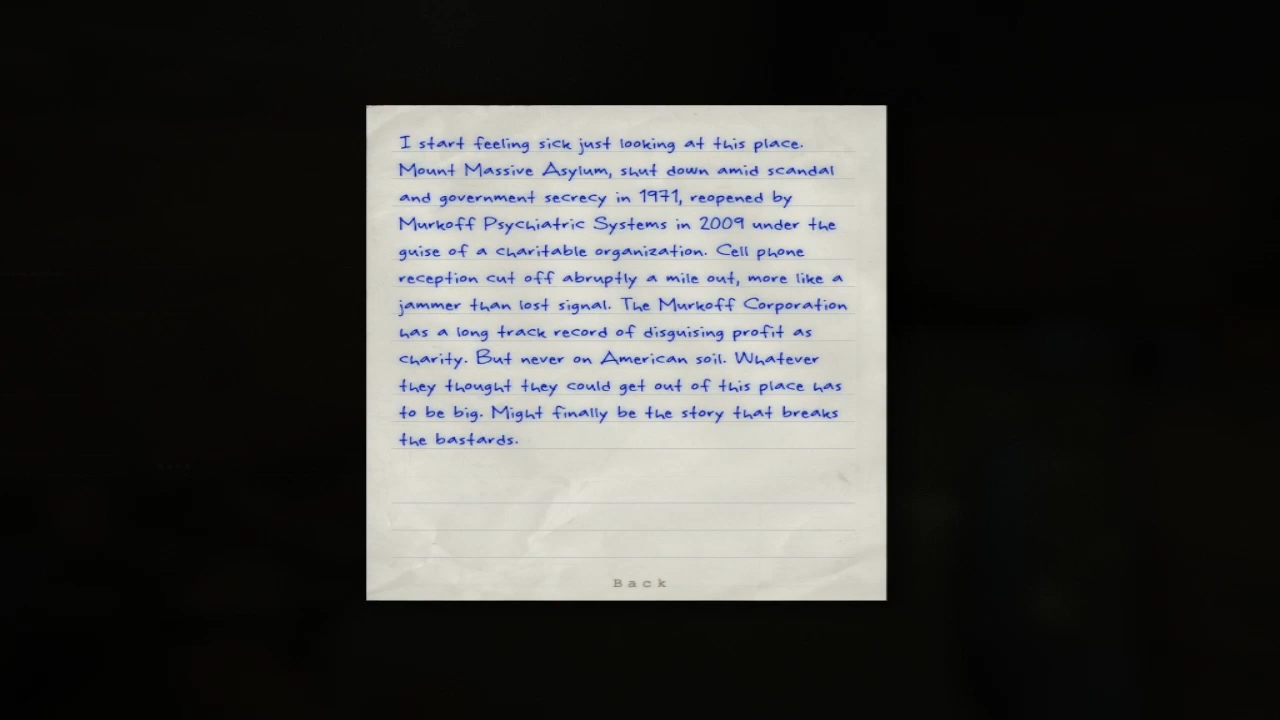 I start feeling sick just looking at this place.
Mount Massive Asylum, shut down amid scandal
and government secrecy in 1971, reopened by
Murkoff Psychiatric Systems in 2009 under the
guise of a charitable organization. Cell phone
reception cut off abruptly a mile out, more like a
jammer than lost signal. The Murkoff Corporation
has a long track record of disguising profit as
charity. But never on American soil. Whatever
they thought they could get out of this place has
to be big. Might finally be the story that breaks
the bastards.
Back